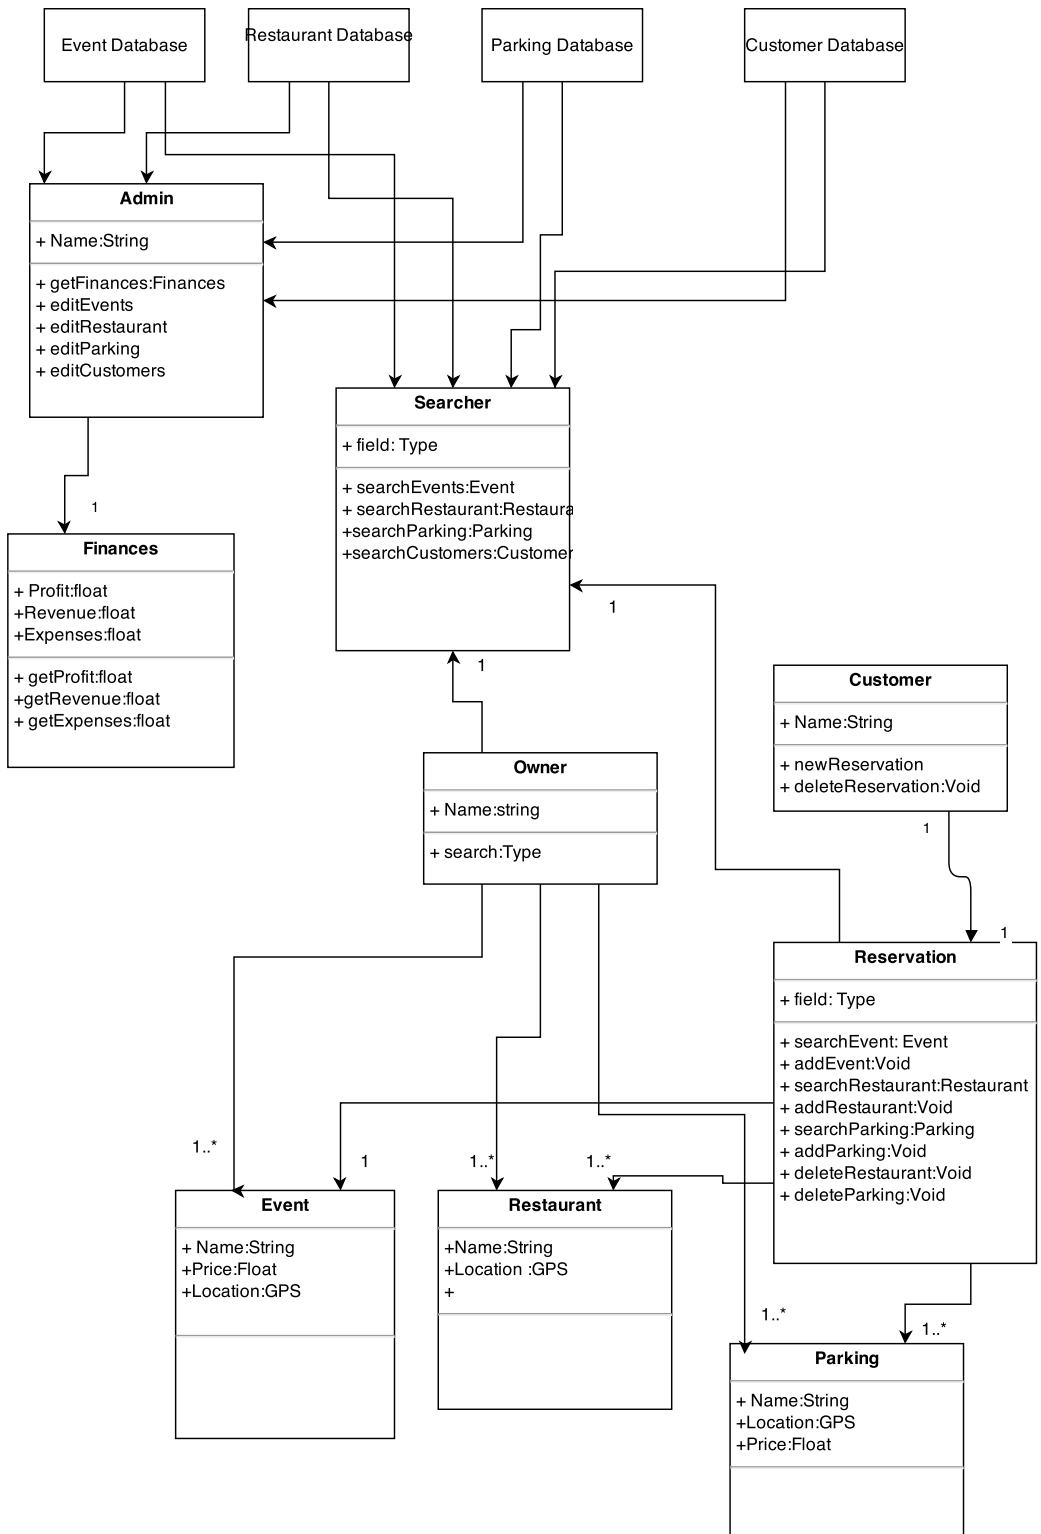 Event Database
Restaurant Database
Parking Database
Customer Database
Admin
+ Name:String
+ getFinances:Finances
+ editEvents
+ editRestaurant
+ editParking
+ editCustomers
Searcher
+ field: Type
+ searchEvents:Event
+ searchRestaurant:Restaura
+searchParking:Parking
+searchCustomers:Customer
1
Finances
+ Profit:float
+Revenue:float
+Expenses:float
+ getProfit:float
+getRevenue:float
+ getExpenses:float
1
1
Customer
+ Name:String
+ newReservation
+ deleteReservation:Void
Owner
+ Name:string
+ search:Type
1
1
Reservation
+ field: Type
+ searchEvent: Event
+ addEvent:Void
+ searchRestaurant:Restaurant
+ addRestaurant:Void
+ searchParking:Parking
+ addParking:Void
+ deleteRestaurant:Void
+ deleteParking:Void
1..*
1
1..*
1..*
Event
+ Name:String
+Price:Float
+Location:GPS
Restaurant
+Name:String
+Location :GPS
+
1..*
1..*
Parking
+ Name:String
+Location:GPS
+Price:Float